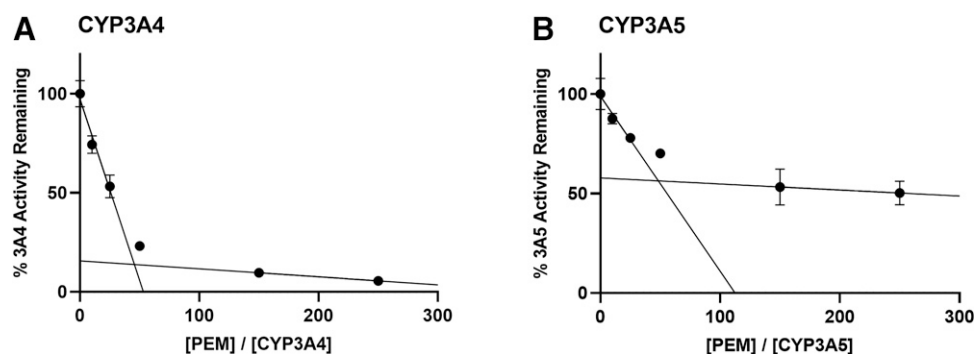 A CYP3A4
% 3A4 Activity Remaining
100
50
0
0 100 200 300
[PEM] / [CYP3A4]
B CYP3A5
% 3A5 Activity Remaining
100
50
0
0 100 200 300
[PEM] / [CYP3A5]